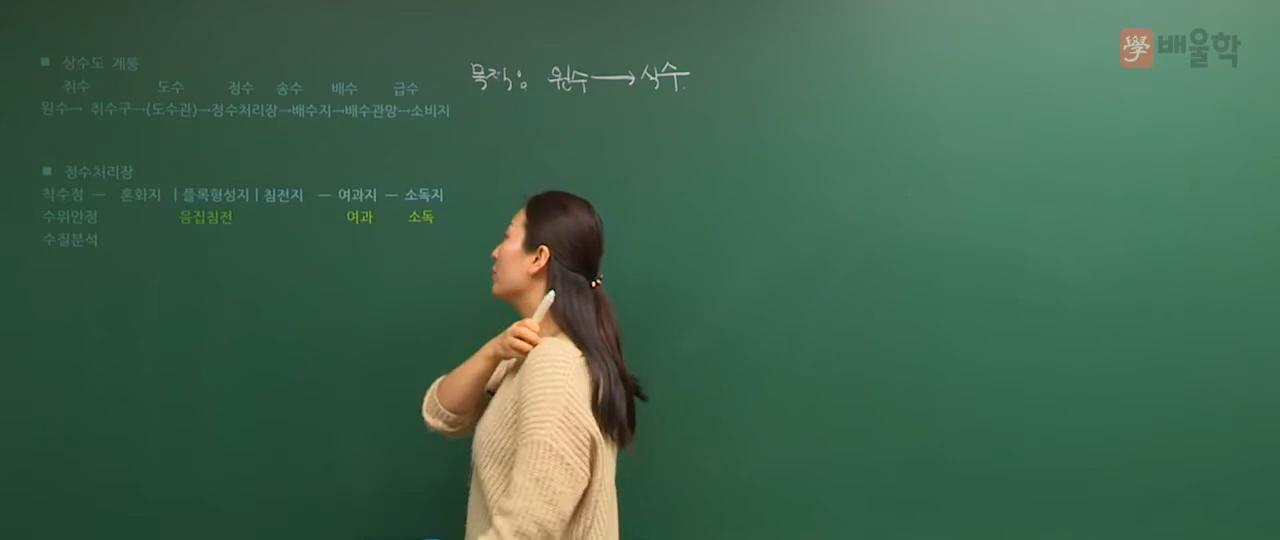 學 배울학
■ 상수도 계통
취수 도수 정수 송수 배수 급수
원수→ 취수구→(도수관)→정수처리장→배수지→배수관망→소비지
목적: 원수→식수
■ 정수처리장
착수정 — 혼화지 | 플록형성지 | 침전지 — 여과지 — 소독지
수위안정 응집침전 여과 소독
수질분석